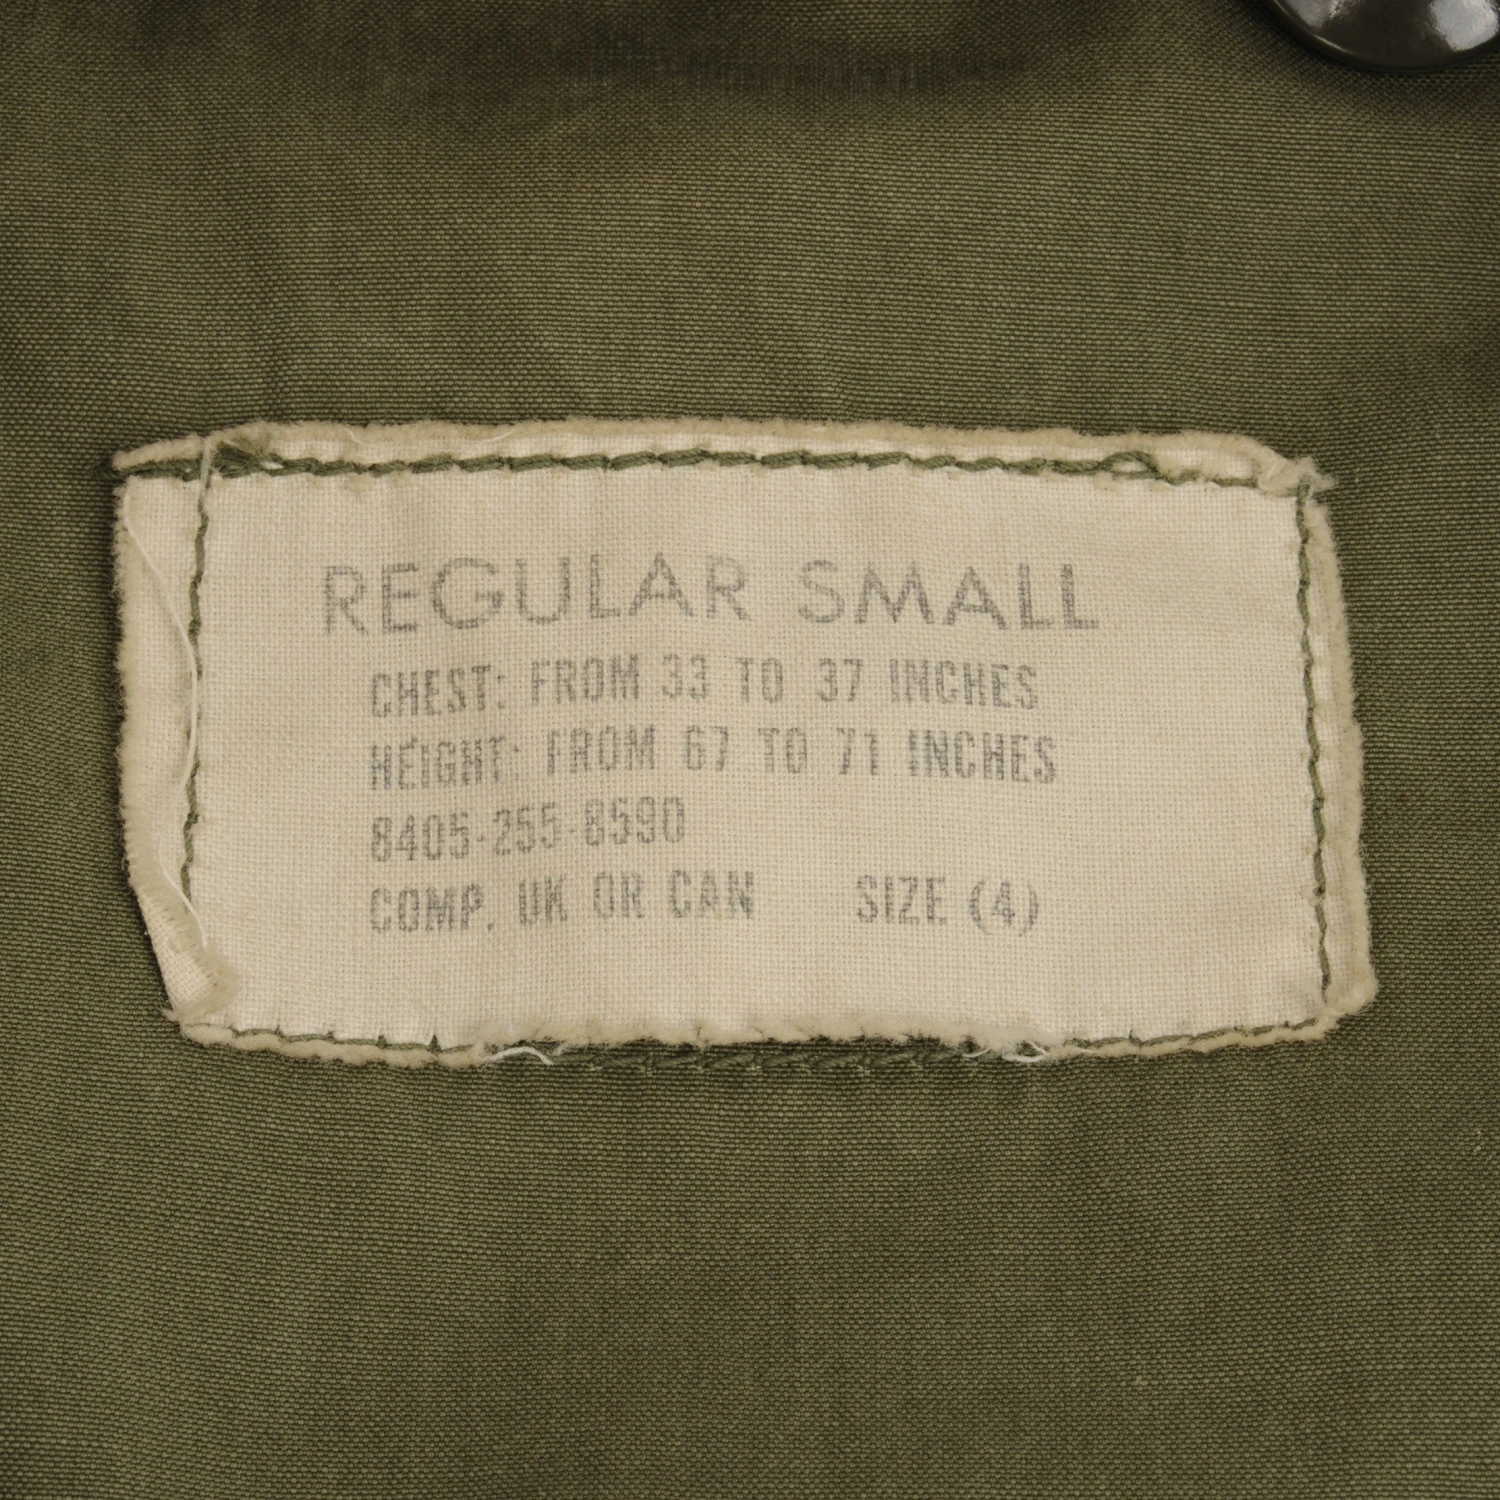 REGULAR SMALL
CHEST: FROM 33 TO 37 INCHES
HEIGHT: FROM 67 TO 71 INCHES
8405-255-8590
COMP. UK OR CAN SIZE (4)